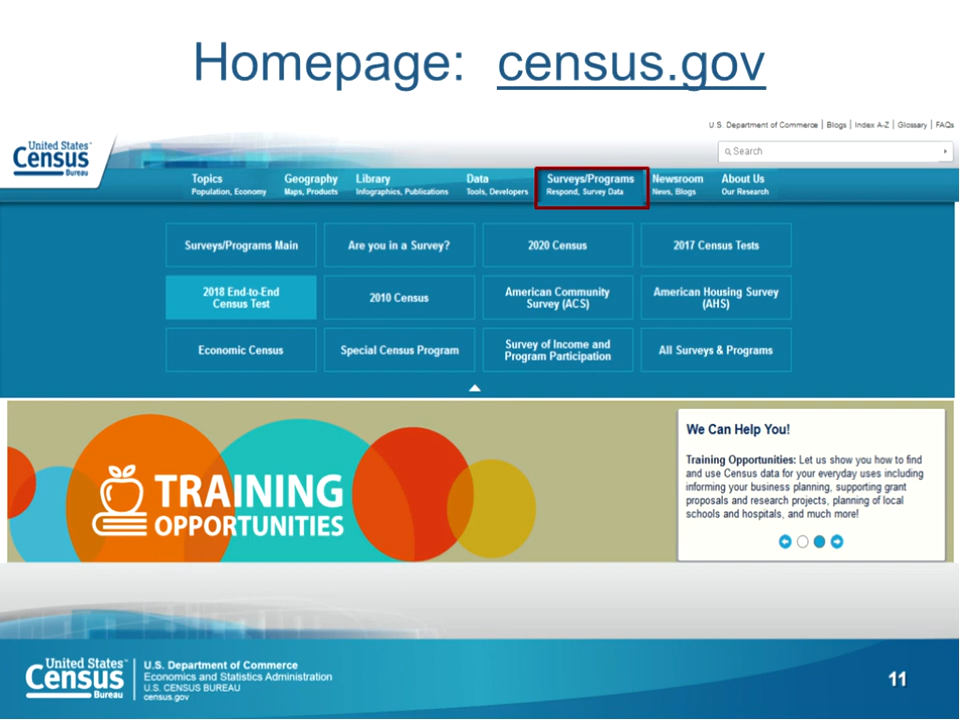 Homepage: census.gov
U.S. Department of Commerce | Blogs | Index A-Z | Glossary | FAQs
United States™
Census
Bureau
Search
Topics
Population, Economy
Geography
Maps, Products
Library
Infographics, Publications
Data
Tools, Developers
Surveys/Programs
Respond, Survey Data
Newsroom
News, Blogs
About Us
Our Research
Surveys/Programs Main
Are you in a Survey?
2020 Census
2017 Census Tests
2018 End-to-End
Census Test
2010 Census
American Community
Survey (ACS)
American Housing Survey
(AHS)
Economic Census
Special Census Program
Survey of Income and
Program Participation
All Surveys & Programs
TRAINING
OPPORTUNITIES
We Can Help You!
Training Opportunities: Let us show you how to find
and use Census data for your everyday uses including
informing your business planning, supporting grant
proposals and research projects, planning of local
schools and hospitals, and much more!
United States™
Census
Bureau
U.S. Department of Commerce
Economics and Statistics Administration
U.S. CENSUS BUREAU
census.gov
11